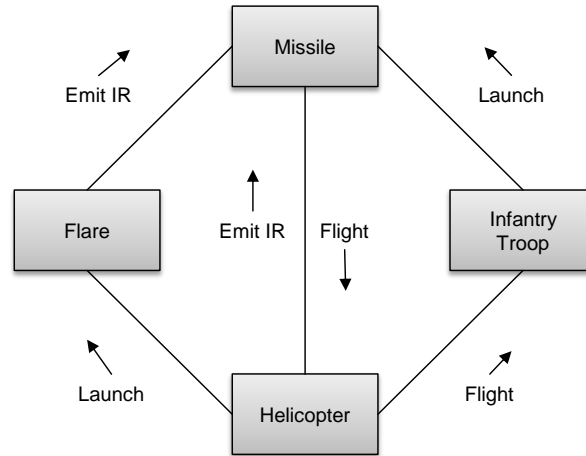 Missile
Emit IR
Launch
Flare
Emit IR
Flight
Infantry
Troop
Launch
Helicopter
Flight